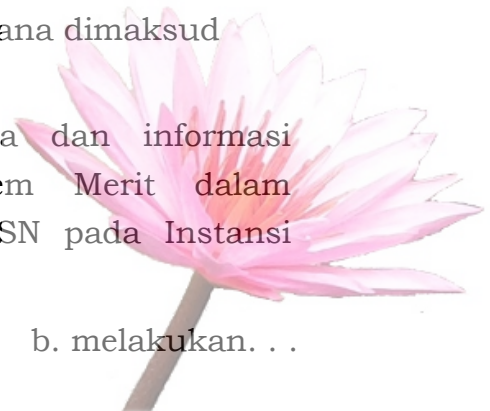 ana dimaksud
a dan informasi
em Merit dalam
SN pada Instansi
b. melakukan. . .